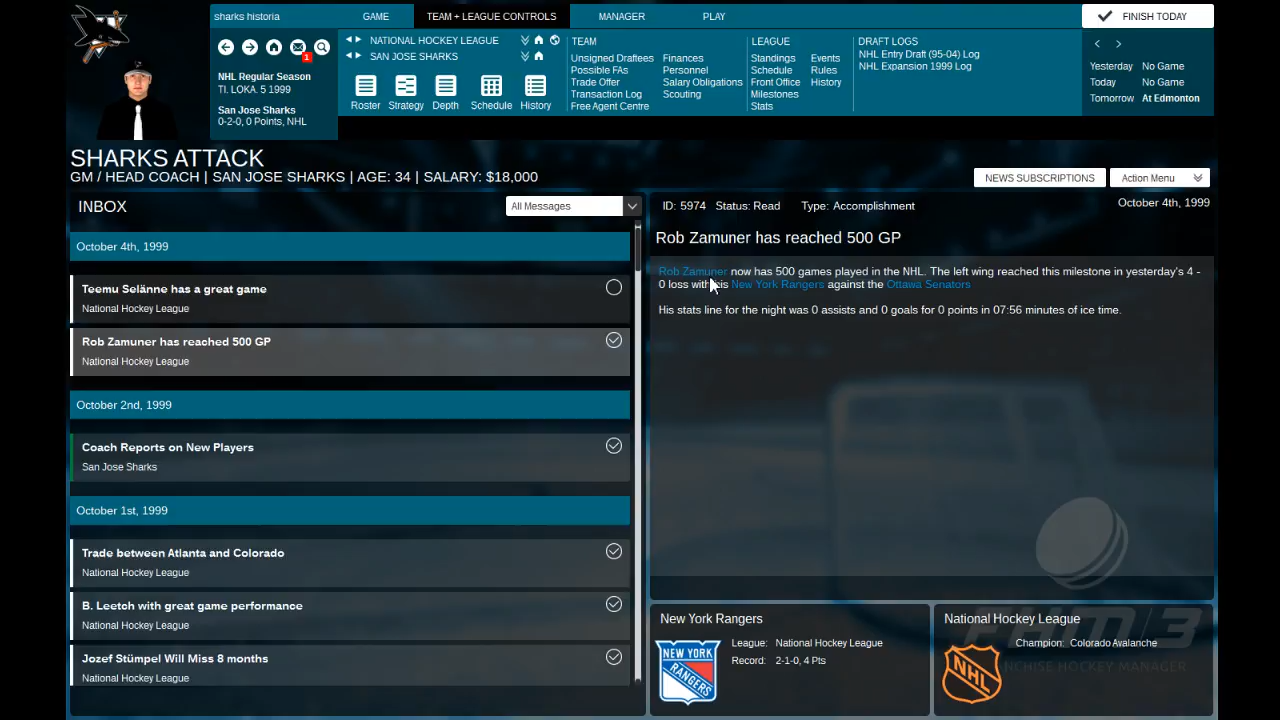 sharks historia
GAME
TEAM + LEAGUE CONTROLS
MANAGER
PLAY
FINISH TODAY
NHL Regular Season
TI. LOKA. 5 1999
San Jose Sharks
0-2-0, 0 Points, NHL
1
NATIONAL HOCKEY LEAGUE
SAN JOSE SHARKS
Roster
Strategy
Depth
Schedule
History
TEAM
Unsigned Draftees
Possible FAs
Trade Offer
Transaction Log
Free Agent Centre
Finances
Personnel
Salary Obligations
Scouting
LEAGUE
Standings
Schedule
Front Office
Milestones
Stats
Events
Rules
History
DRAFT LOGS
NHL Entry Draft (95-04) Log
NHL Expansion 1999 Log
Yesterday No Game
Today No Game
Tomorrow At Edmonton
SHARKS ATTACK
GM / HEAD COACH | SAN JOSE SHARKS | AGE: 34 | SALARY: $18,000
NEWS SUBSCRIPTIONS
Action Menu
INBOX
All Messages
October 4th, 1999
Teemu Selänne has a great game
National Hockey League
Rob Zamuner has reached 500 GP
National Hockey League
October 2nd, 1999
Coach Reports on New Players
San Jose Sharks
October 1st, 1999
Trade between Atlanta and Colorado
National Hockey League
B. Leetch with great game performance
National Hockey League
Jozef Stümpel Will Miss 8 months
National Hockey League
ID: 5974 Status: Read Type: Accomplishment
October 4th, 1999
Rob Zamuner has reached 500 GP
Rob Zamuner now has 500 games played in the NHL. The left wing reached this milestone in yesterday's 4 -
0 loss with his New York Rangers against the Ottawa Senators
His stats line for the night was 0 assists and 0 goals for 0 points in 07:56 minutes of ice time.
New York Rangers
League: National Hockey League
Record: 2-1-0, 4 Pts
NEW YORK
RANGERS
National Hockey League
Champion: Colorado Avalanche
NHL
FHM 3
NCHISE HOCKEY MANAGER